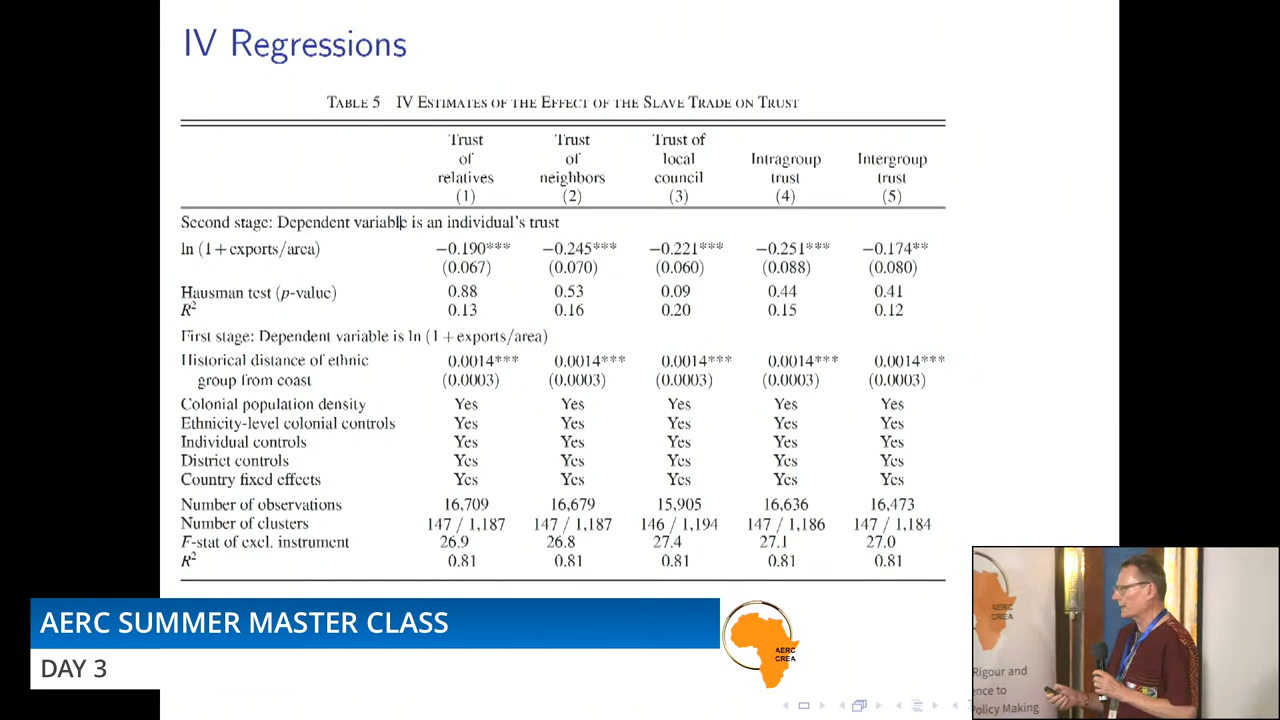 IV Regressions
TABLE 5 IV ESTIMATES OF THE EFFECT OF THE SLAVE TRADE ON TRUST
Trust of relatives (1) Trust of neighbors (2) Trust of local council (3) Intragroup trust (4) Intergroup trust (5)
Second stage: Dependent variable is an individual's trust
ln (1+exports/area) −0.190*** −0.245*** −0.221*** −0.251*** −0.174**
(0.067) (0.070) (0.060) (0.088) (0.080)
Hausman test (p-value) 0.88 0.53 0.09 0.44 0.41
R² 0.13 0.16 0.20 0.15 0.12
First stage: Dependent variable is ln (1+exports/area)
Historical distance of ethnic 0.0014*** 0.0014*** 0.0014*** 0.0014*** 0.0014***
group from coast (0.0003) (0.0003) (0.0003) (0.0003) (0.0003)
Colonial population density Yes Yes Yes Yes Yes
Ethnicity-level colonial controls Yes Yes Yes Yes Yes
Individual controls Yes Yes Yes Yes Yes
District controls Yes Yes Yes Yes Yes
Country fixed effects Yes Yes Yes Yes Yes
Number of observations 16,709 16,679 15,905 16,636 16,473
Number of clusters 147 / 1,187 147 / 1,187 146 / 1,194 147 / 1,186 147 / 1,184
F-stat of excl. instrument 26.9 26.8 27.4 27.1 27.0
R² 0.81 0.81 0.81 0.81 0.81
AERC SUMMER MASTER CLASS
DAY 3
AERC
CREA
AERC
CREA
Rigour and
ence to
Policy Making